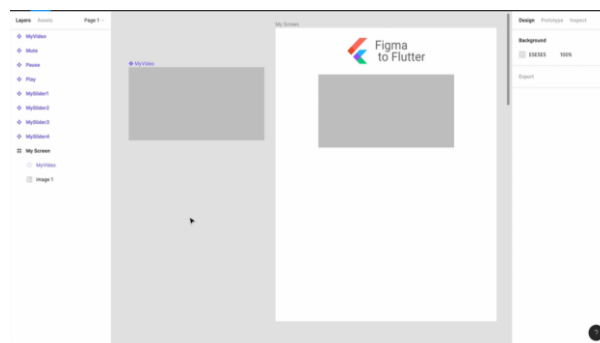 Layers Assets Page 1
MyVideo
Mute
Pause
Play
MySlider1
MySlider2
MySlider3
MySlider4
My Screen
MyVideo
image 1
MyVideo
My Screen
Figma
to Flutter
Design Prototype Inspect
Background
E5E5E5 100%
Export
?